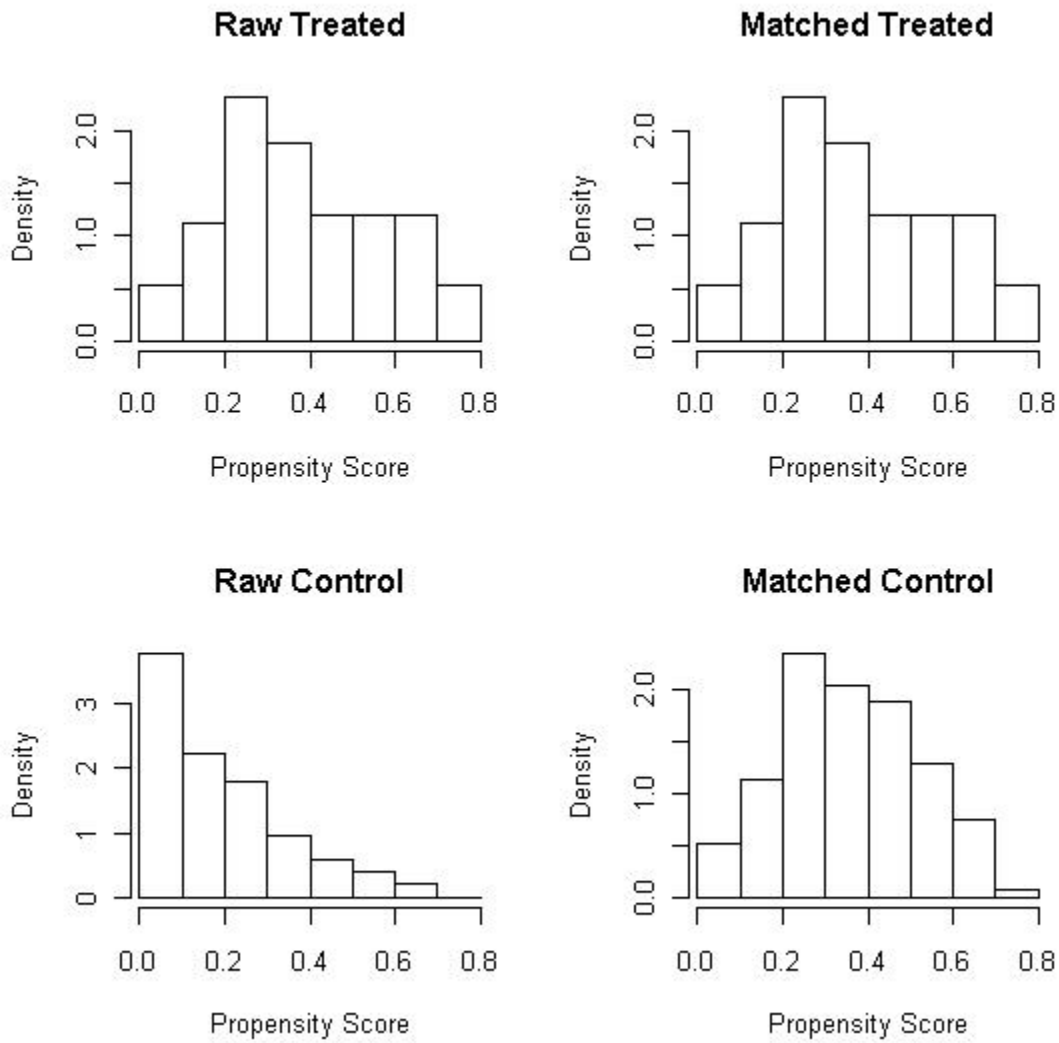 Raw Treated
Density
0.0 1.0 2.0
0.0 0.2 0.4 0.6 0.8
Propensity Score
Matched Treated
Density
0.0 1.0 2.0
0.0 0.2 0.4 0.6 0.8
Propensity Score
Raw Control
Density
0 1 2 3
0.0 0.2 0.4 0.6 0.8
Propensity Score
Matched Control
Density
0.0 1.0 2.0
0.0 0.2 0.4 0.6 0.8
Propensity Score